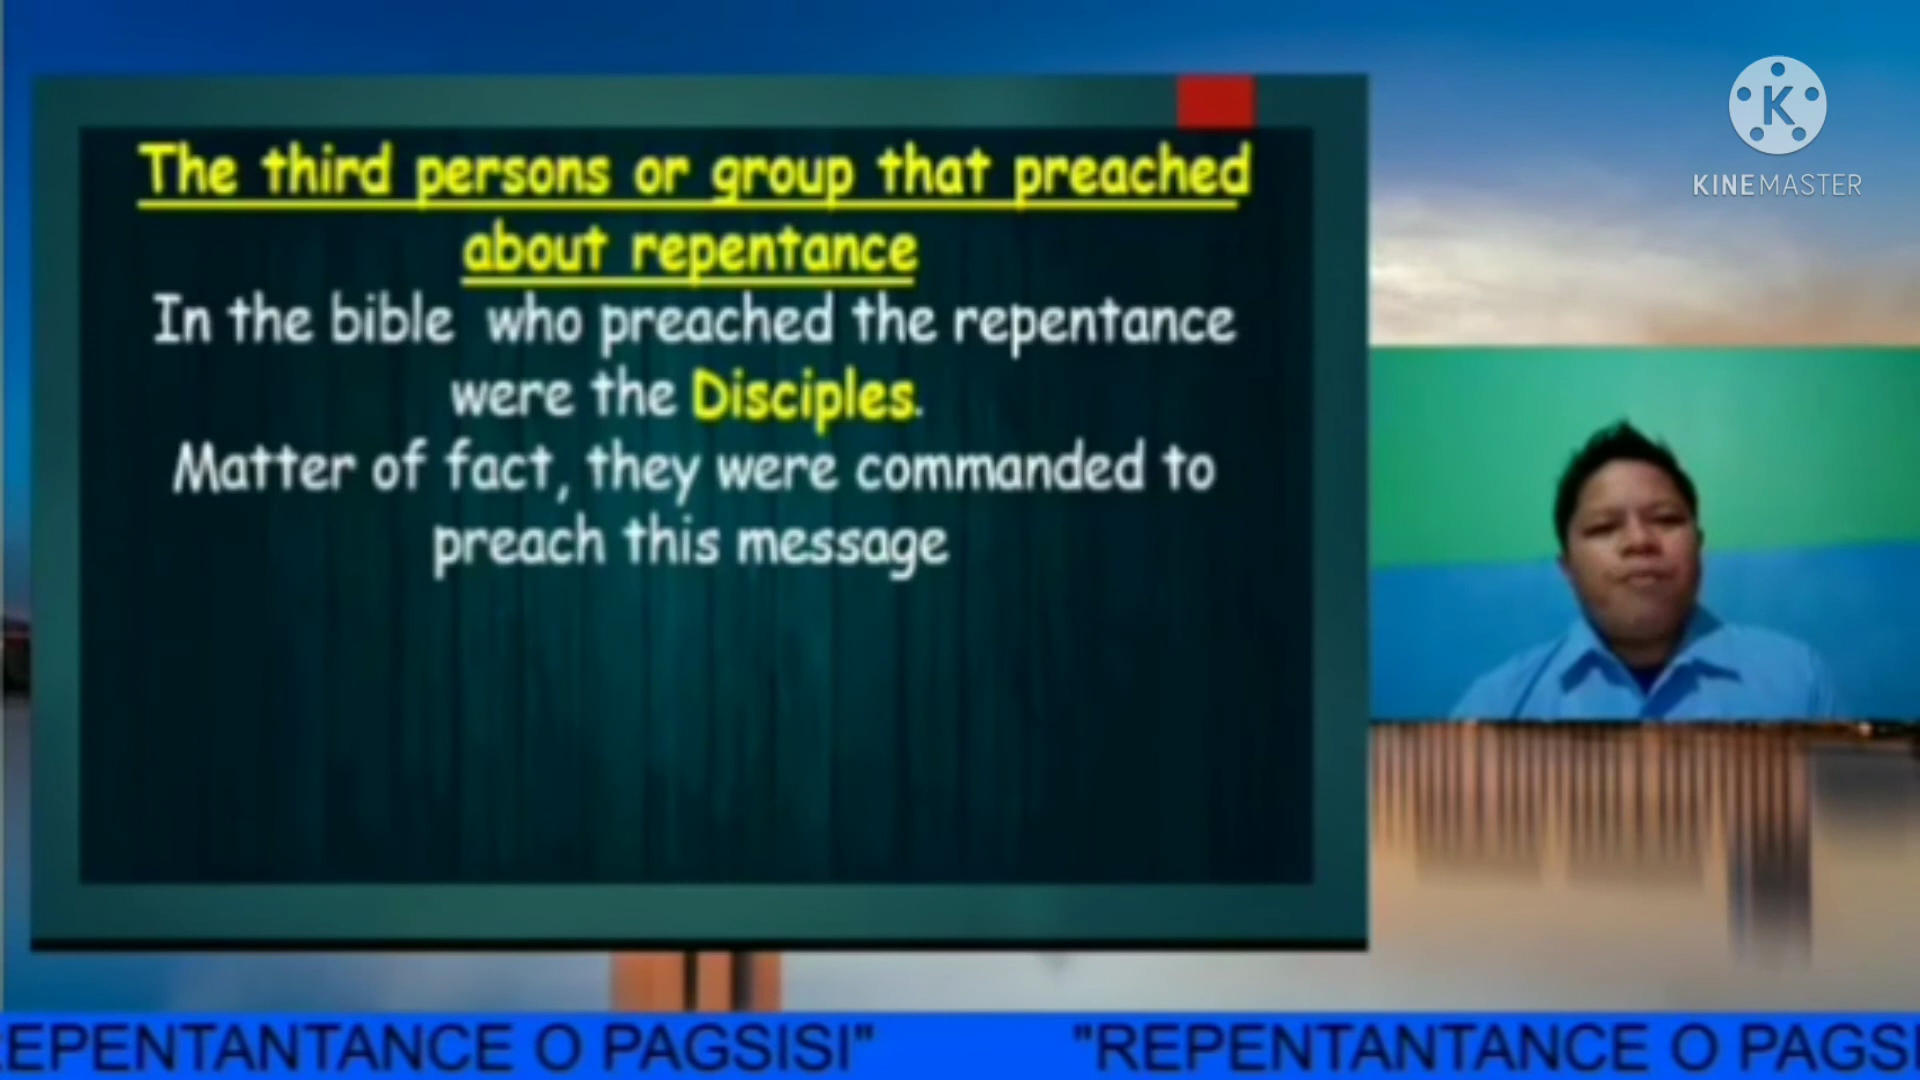 The third persons or group that preached
about repentance
In the bible who preached the repentance
were the Disciples.
Matter of fact, they were commanded to
preach this message
K
KINEMASTER
EPENTANTANCE O PAGSISI" "REPENTANTANCE O PAGSI